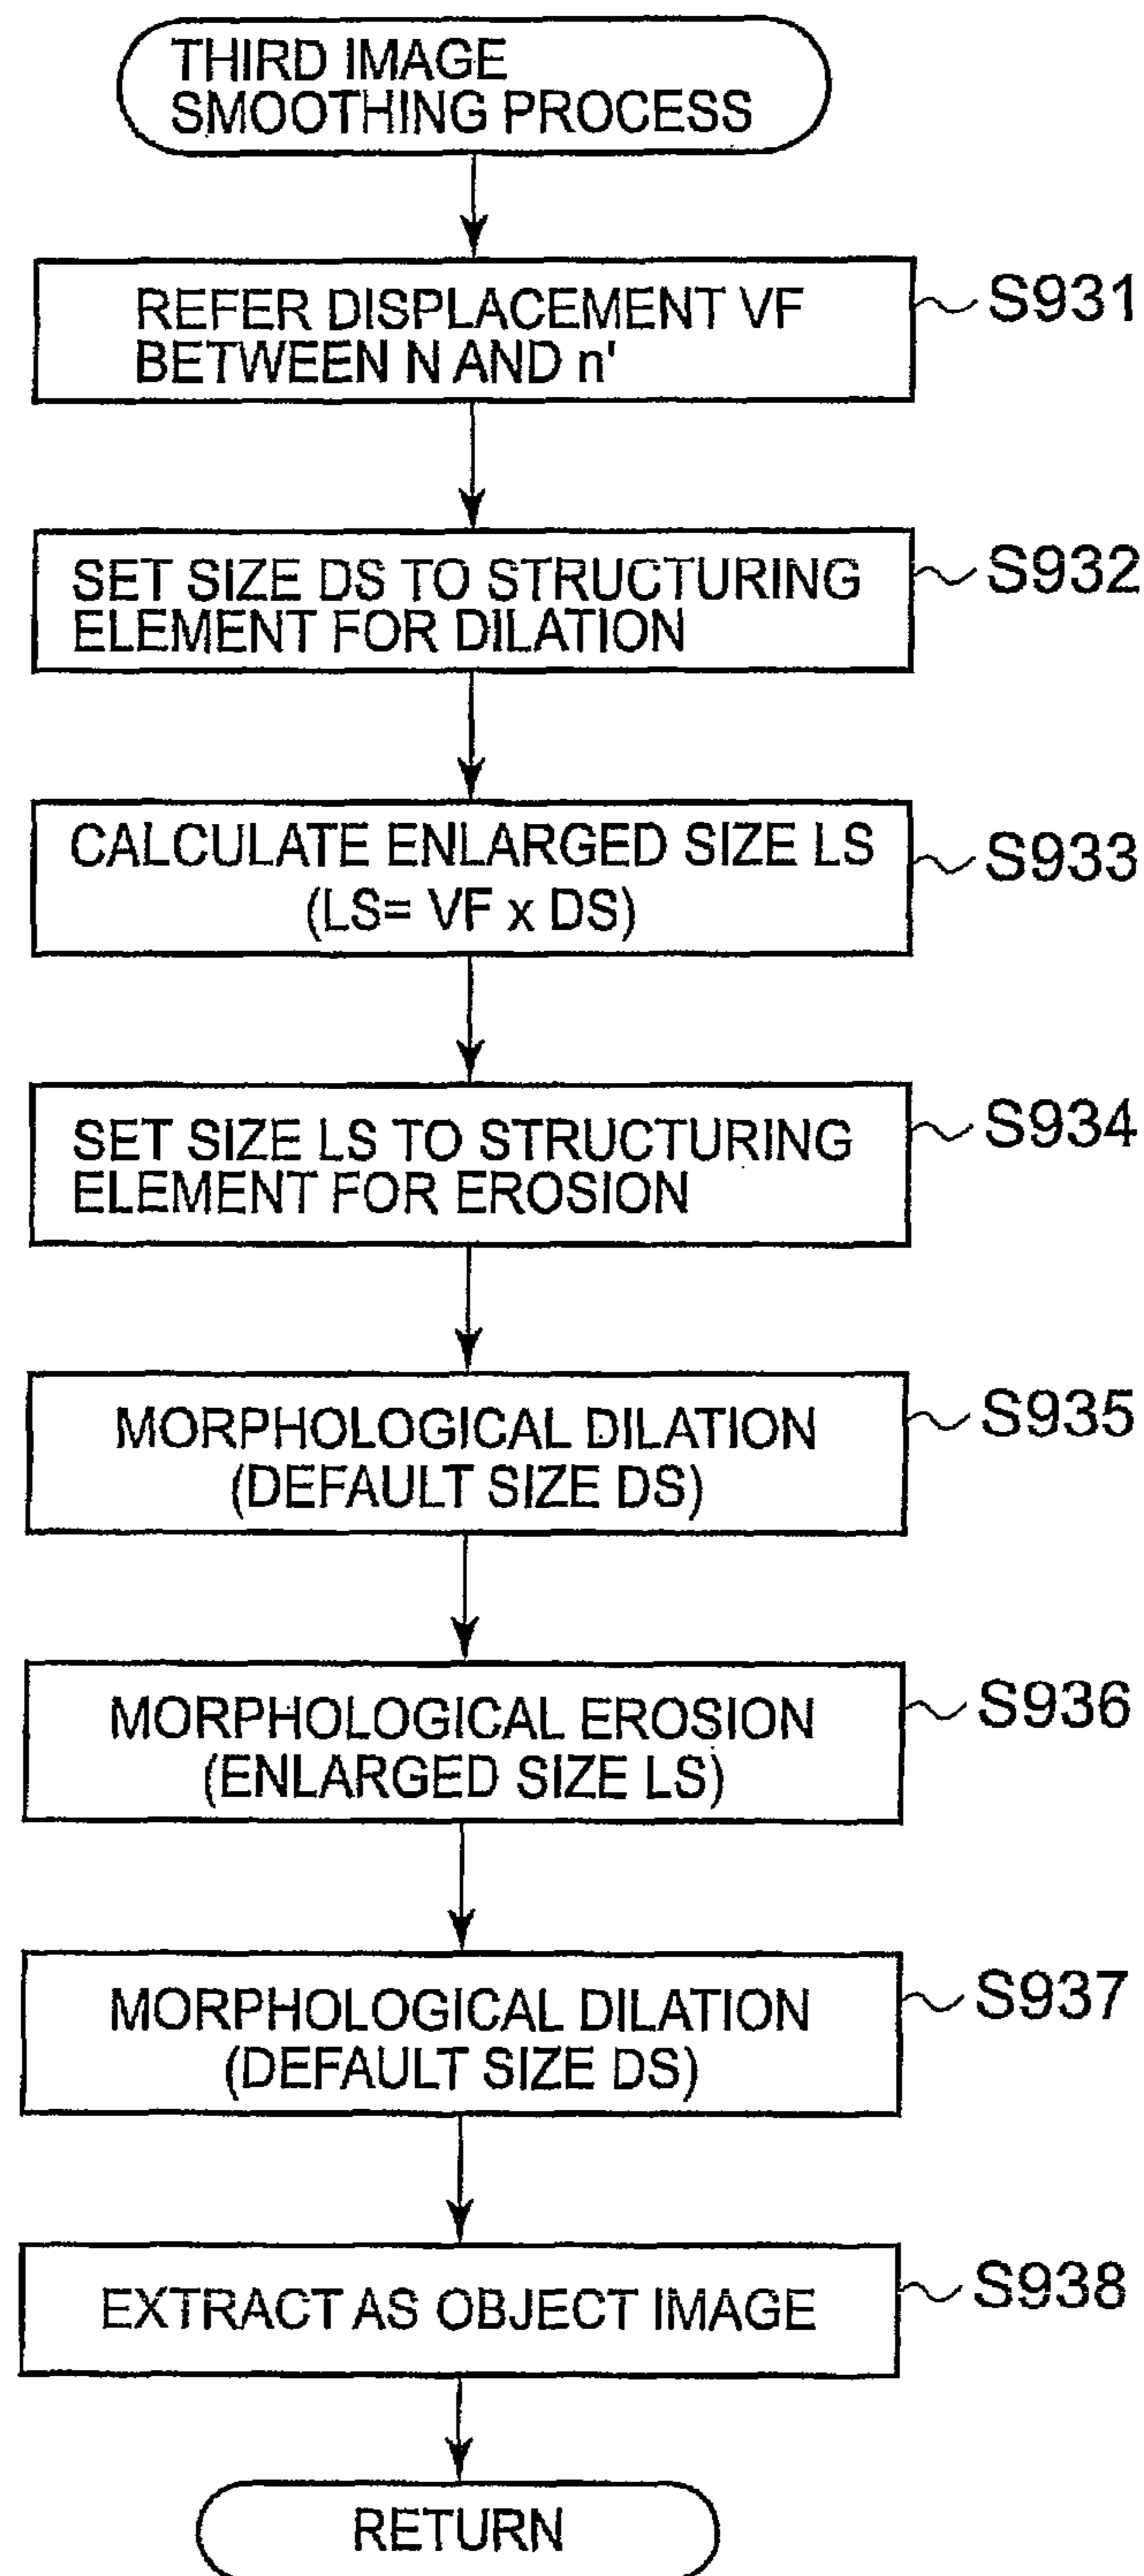 THIRD IMAGE
SMOOTHING PROCESS
REFER DISPLACEMENT VF
BETWEEN N AND n'
S931
SET SIZE DS TO STRUCTURING
ELEMENT FOR DILATION
S932
CALCULATE ENLARGED SIZE LS
(LS= VF x DS)
S933
SET SIZE LS TO STRUCTURING
ELEMENT FOR EROSION
S934
MORPHOLOGICAL DILATION
(DEFAULT SIZE DS)
S935
MORPHOLOGICAL EROSION
(ENLARGED SIZE LS)
S936
MORPHOLOGICAL DILATION
(DEFAULT SIZE DS)
S937
EXTRACT AS OBJECT IMAGE
S938
RETURN